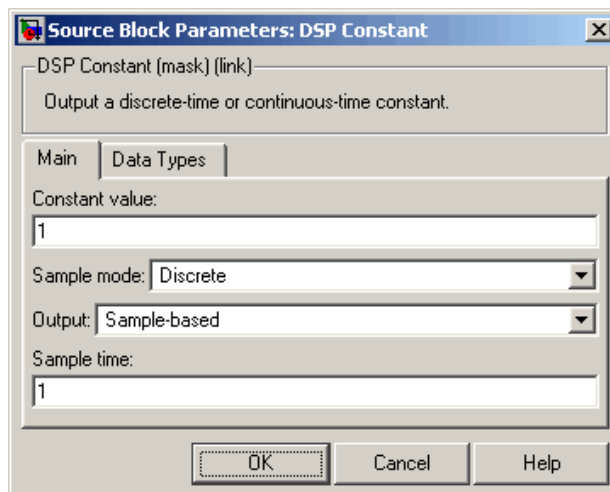 Source Block Parameters: DSP Constant
DSP Constant (mask) (link)
Output a discrete-time or continuous-time constant.
Main Data Types
Constant value:
1
Sample mode: Discrete
Output: Sample-based
Sample time:
1
OK Cancel Help